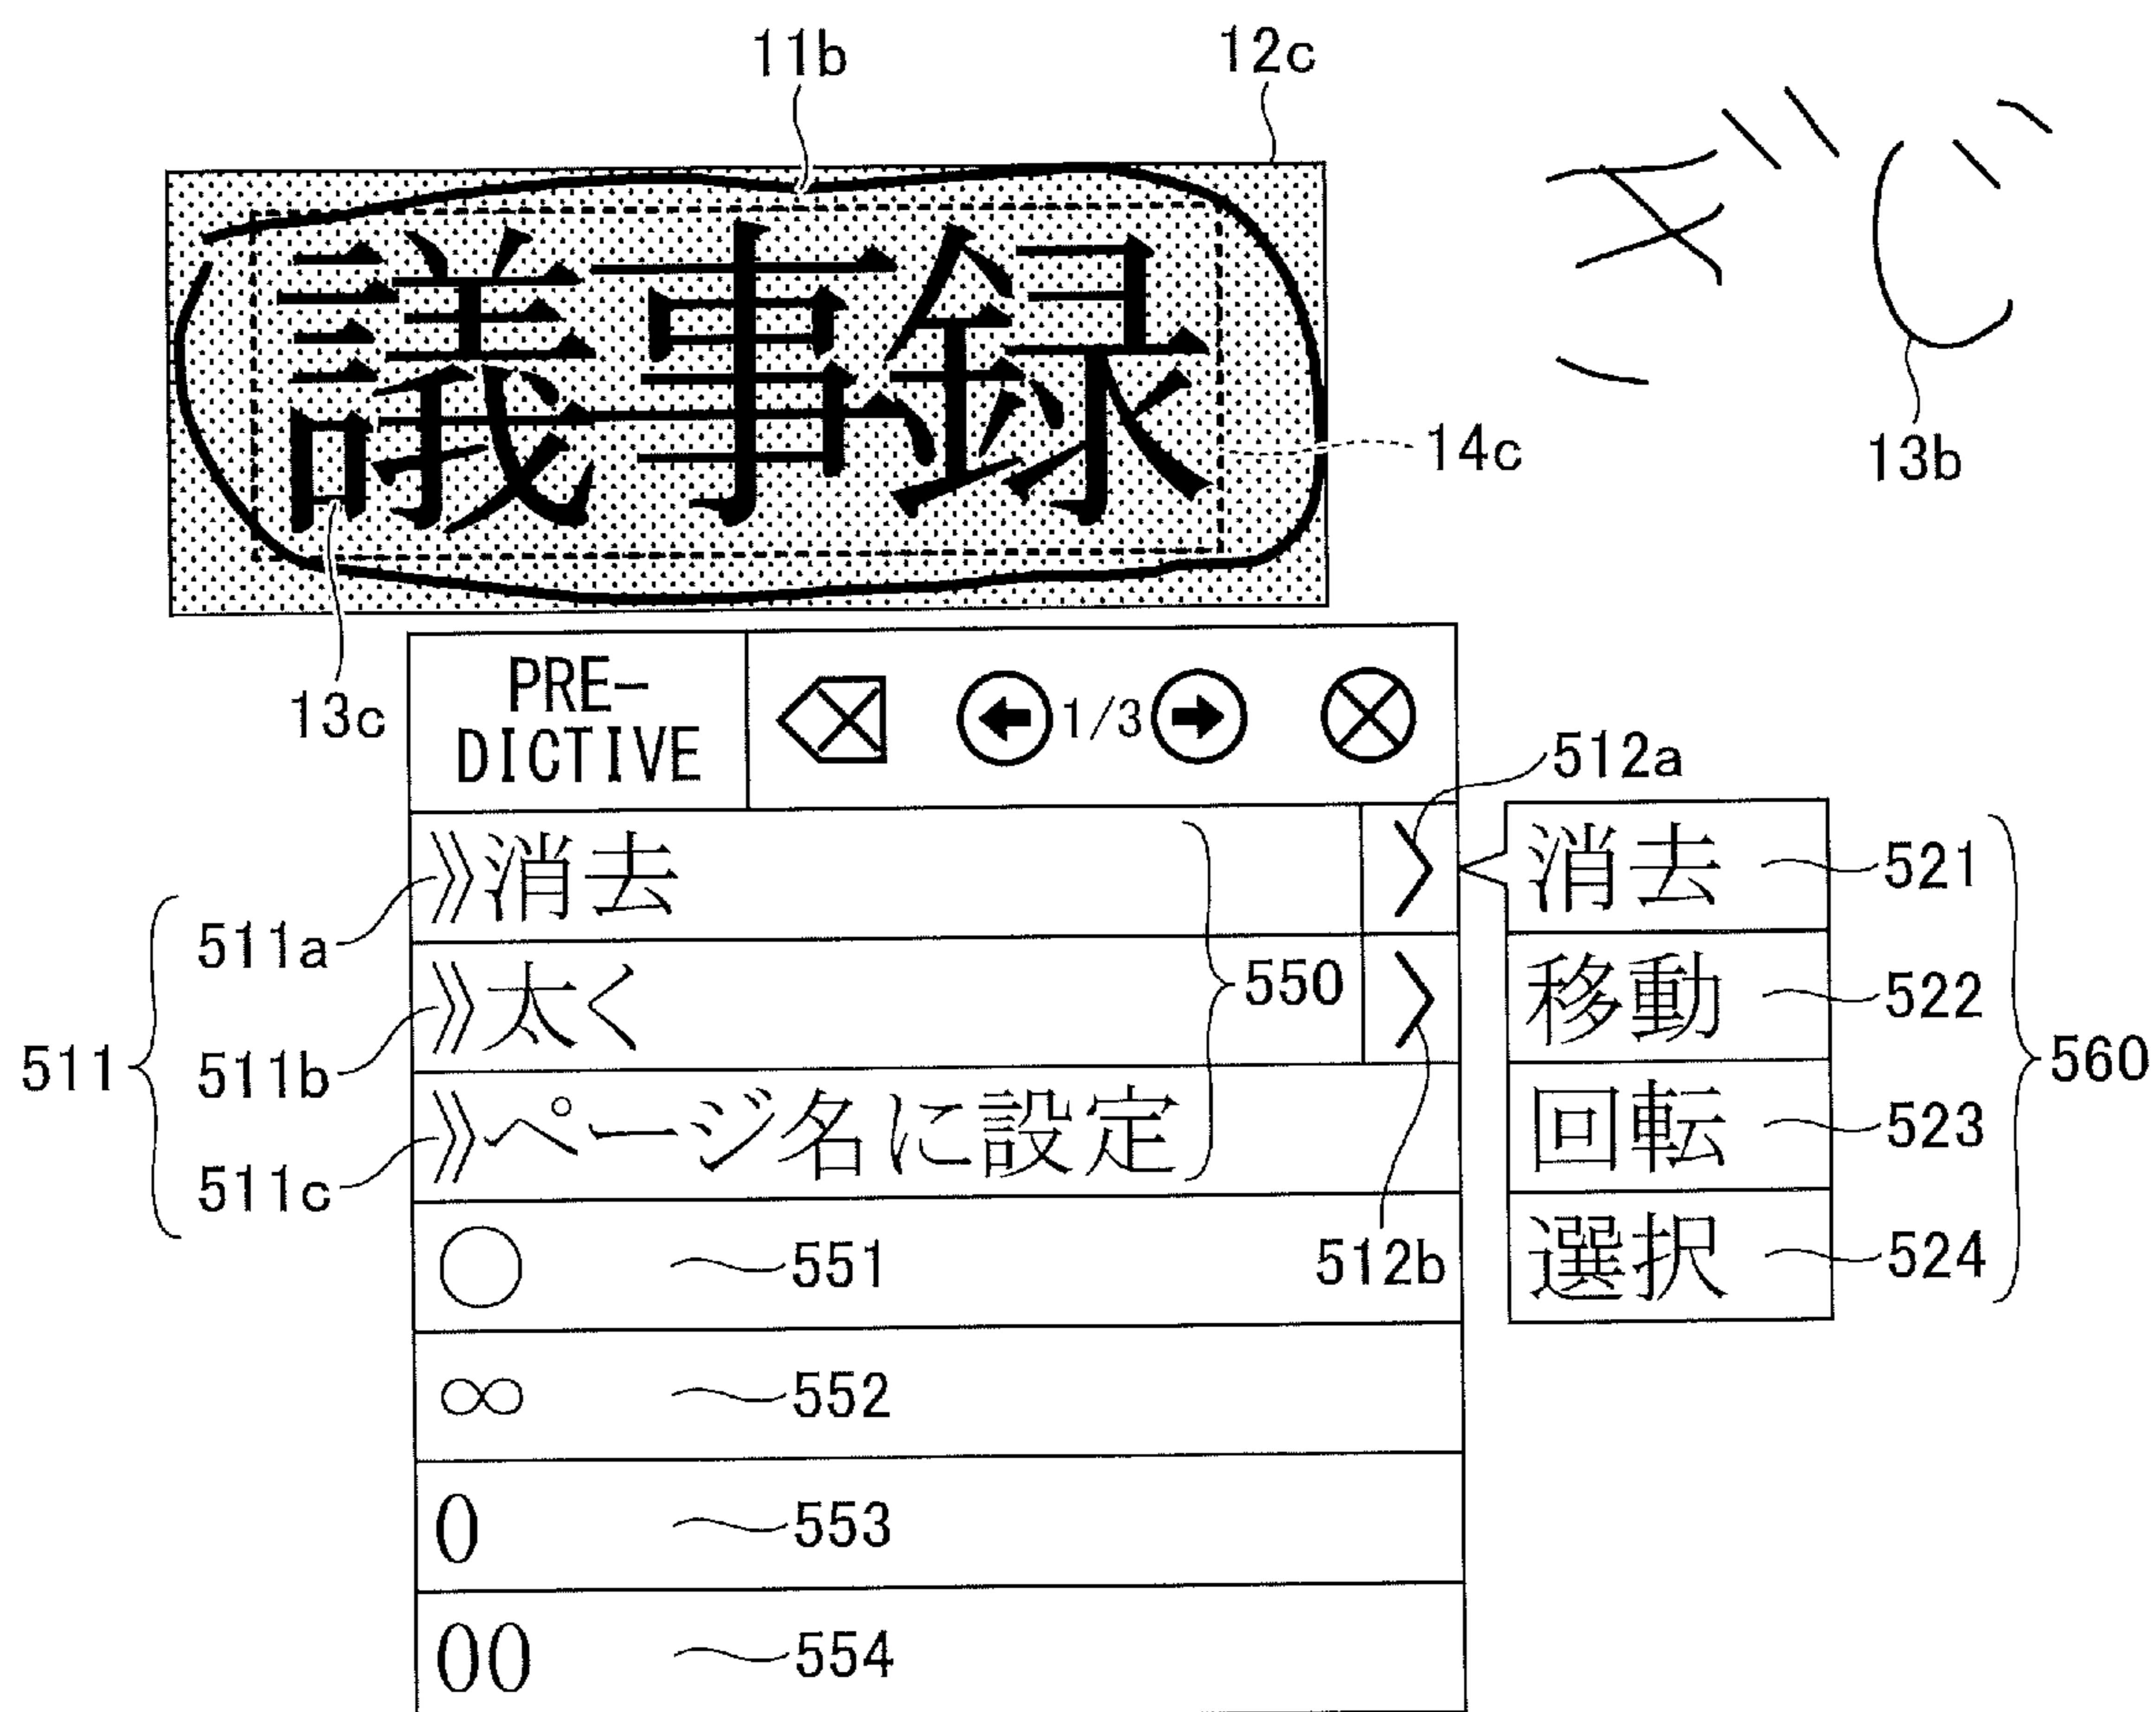 11b
12c
議事録
ぎじ
14c
13b
13c
PRE-
DICTIVE
1/3
512a
》消去
》太く
》ページ名に設定
511
511a
511b
511c
550
512b
消去
移動
回転
選択
521
522
523
524
560
○
551
∞
552
0
553
00
554